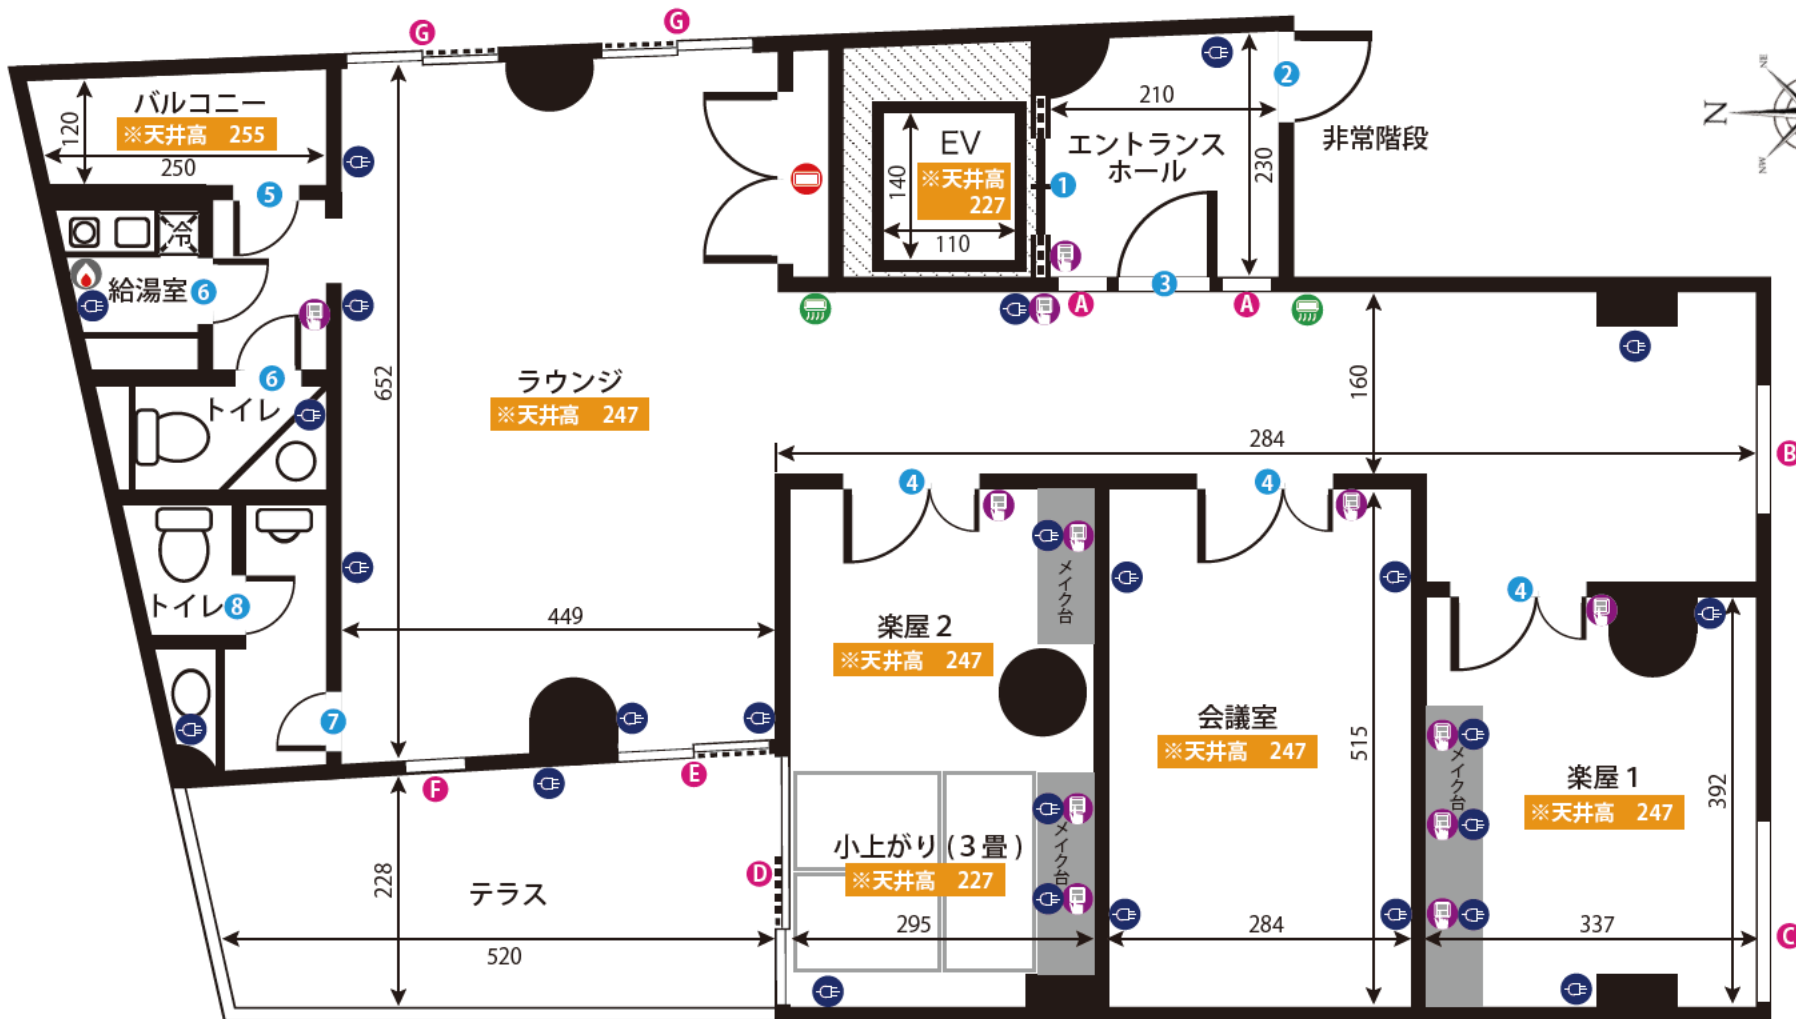 G
G
バルコニー
※天井高 255
120
250
5
EV
※天井高
227
140
110
210
エントランス
ホール
230
2
非常階段
N
NE
1
冷
給湯室 6
3
A
A
6
トイレ
652
ラウンジ
※天井高 247
160
284
B
4
4
4
トイレ 8
449
メイク台
楽屋 2
※天井高 247
7
会議室
※天井高 247
515
メイク台
楽屋 1
※天井高 247
392
F
E
D
小上がり (3 畳)
※天井高 227
メイク台
228
テラス
520
295
284
337
C